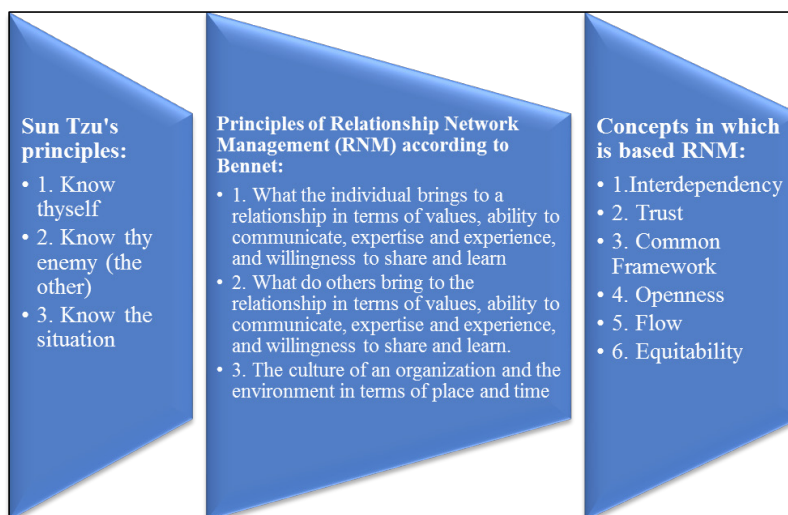 Sun Tzu's
principles:
• 1. Know
thyself
• 2. Know thy
enemy (the
other)
• 3. Know the
situation
Principles of Relationship Network
Management (RNM) according to
Bennet:
• 1. What the individual brings to a
relationship in terms of values, ability to
communicate, expertise and experience,
and willingness to share and learn
• 2. What do others bring to the
relationship in terms of values, ability to
communicate, expertise and experience,
and willingness to share and learn.
• 3. The culture of an organization and the
environment in terms of place and time
Concepts in which
is based RNM:
• 1.Interdependency
• 2. Trust
• 3. Common
Framework
• 4. Openness
• 5. Flow
• 6. Equitability